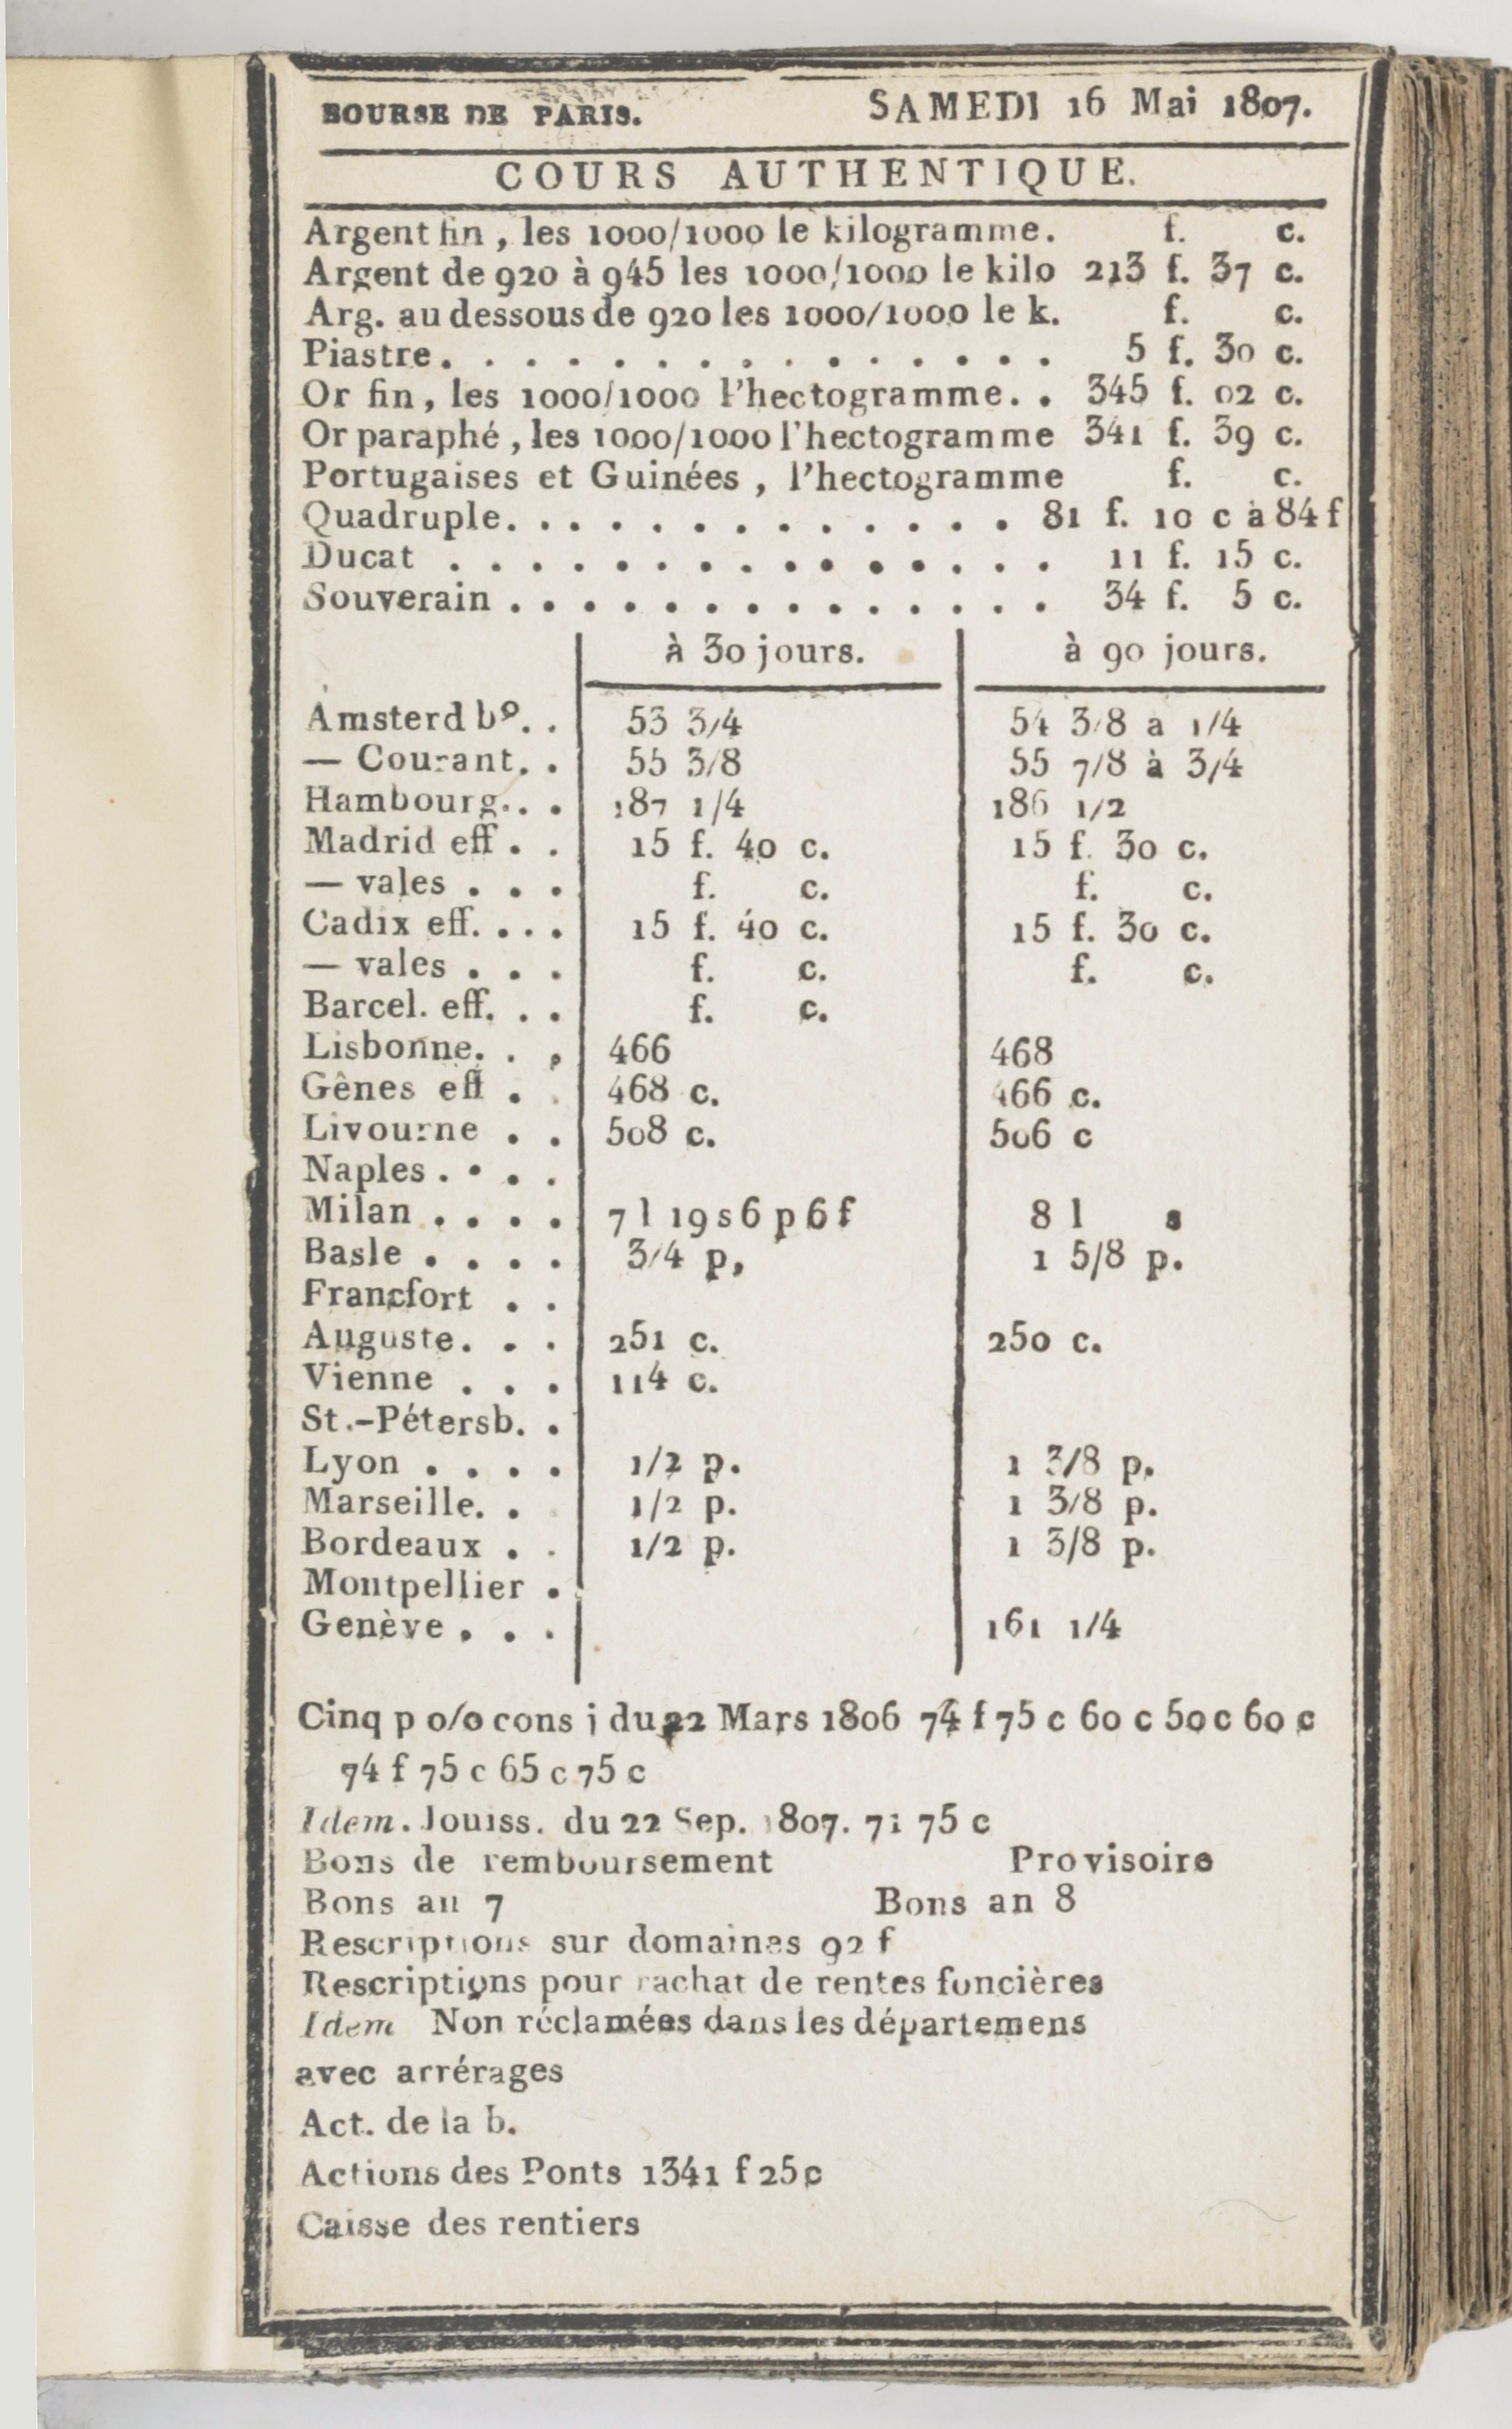 BOURSE DE PARIS. SAMEDI 16 Mai 1807.
COURS AUTHENTIQUE.
Argent fin, les 1000/1000 le kilogramme. f. c.
Argent de 920 à 945 les 1000/1000 le kilo 213 f. 37 c.
Arg. au dessous de 920 les 1000/1000 le k. f. c.
Piastre. . . . . . . . . . . . . . . . 5 f. 30 c.
Or fin, les 1000/1000 l'hectogramme. . 345 f. 02 c.
Or paraphé, les 1000/1000 l'hectogramme 341 f. 39 c.
Portugaises et Guinées, l'hectogramme f. c.
Quadruple. . . . . . . . . . . . . 81 f. 10 c à 84 f
Ducat . . . . . . . . . . . . . . . 11 f. 15 c.
Souverain . . . . . . . . . . . . . . 34 f. 5 c.
à 30 jours. à 90 jours.
Amsterd bº. . 53 3/4 54 3/8 a 1/4
— Courant. . 55 3/8 55 7/8 à 3/4
Hambourg. . . 187 1/4 186 1/2
Madrid eff . . 15 f. 40 c. 15 f. 30 c.
— vales . . . f. c. f. c.
Cadix eff. . . . 15 f. 40 c. 15 f. 30 c.
— vales . . . f. c. f. c.
Barcel. eff. . . f. c.
Lisbonne. . , 466 468
Gênes eff . . 468 c. 466 c.
Livourne . . 508 c. 506 c
Naples . . . .
Milan . . . . 7 l 19 s 6 p 6 f 8 l s
Basle . . . . 3/4 p, 1 5/8 p.
Francfort . .
Auguste. . . 251 c. 250 c.
Vienne . . . 114 c.
St.-Pétersb. .
Lyon . . . . 1/2 p. 1 3/8 p.
Marseille. . 1/2 p. 1 3/8 p.
Bordeaux . . 1/2 p. 1 3/8 p.
Montpellier .
Genève . . . 161 1/4
Cinq p o/o cons j du 22 Mars 1806 74 f 75 c 60 c 50 c 60 c
74 f 75 c 65 c 75 c
Idem. Jouiss. du 22 Sep. 1807. 71 75 c
Bons de remboursement Provisoire
Bons an 7 Bons an 8
Rescriptions sur domaines 92 f
Rescriptions pour rachat de rentes foncières
Idem Non réclamées dans les départemens
avec arrérages
Act. de la b.
Actions des Ponts 1341 f 25 c
Caisse des rentiers